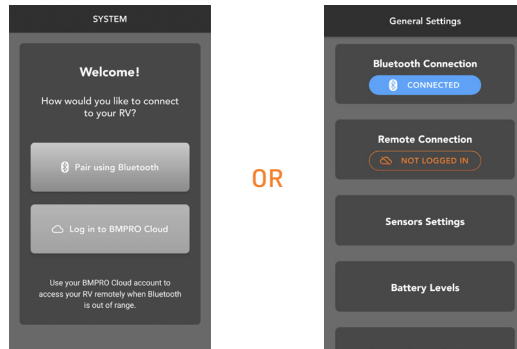 SYSTEM
Welcome!
How would you like to connect
to your RV?
Pair using Bluetooth
Log in to BMPRO Cloud
Use your BMPRO Cloud account to
access your RV remotely when Bluetooth
is out of range.
OR
General Settings
Bluetooth Connection
CONNECTED
Remote Connection
NOT LOGGED IN
Sensors Settings
Battery Levels